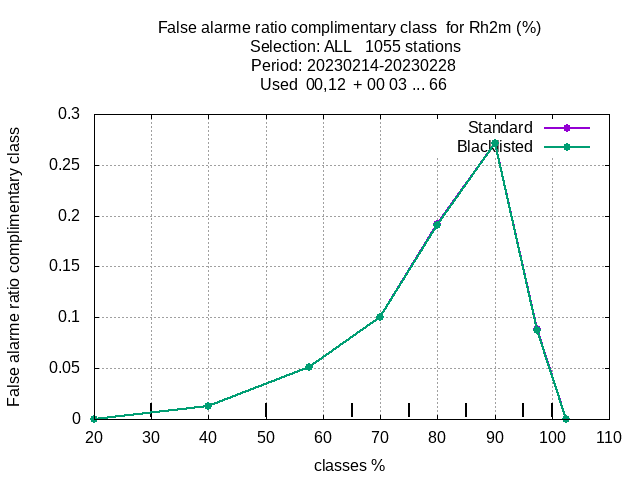 False alarme ratio complimentary class  for Rh2m (%)
Selection: ALL   1055 stations
Period: 20230214-20230228
Used  00,12  + 00 03 ... 66
False alarme ratio complimentary class
0.3
0.25
0.2
0.15
0.1
0.05
0
Standard
Blacklisted
20 30 40 50 60 70 80 90 100 110
classes %